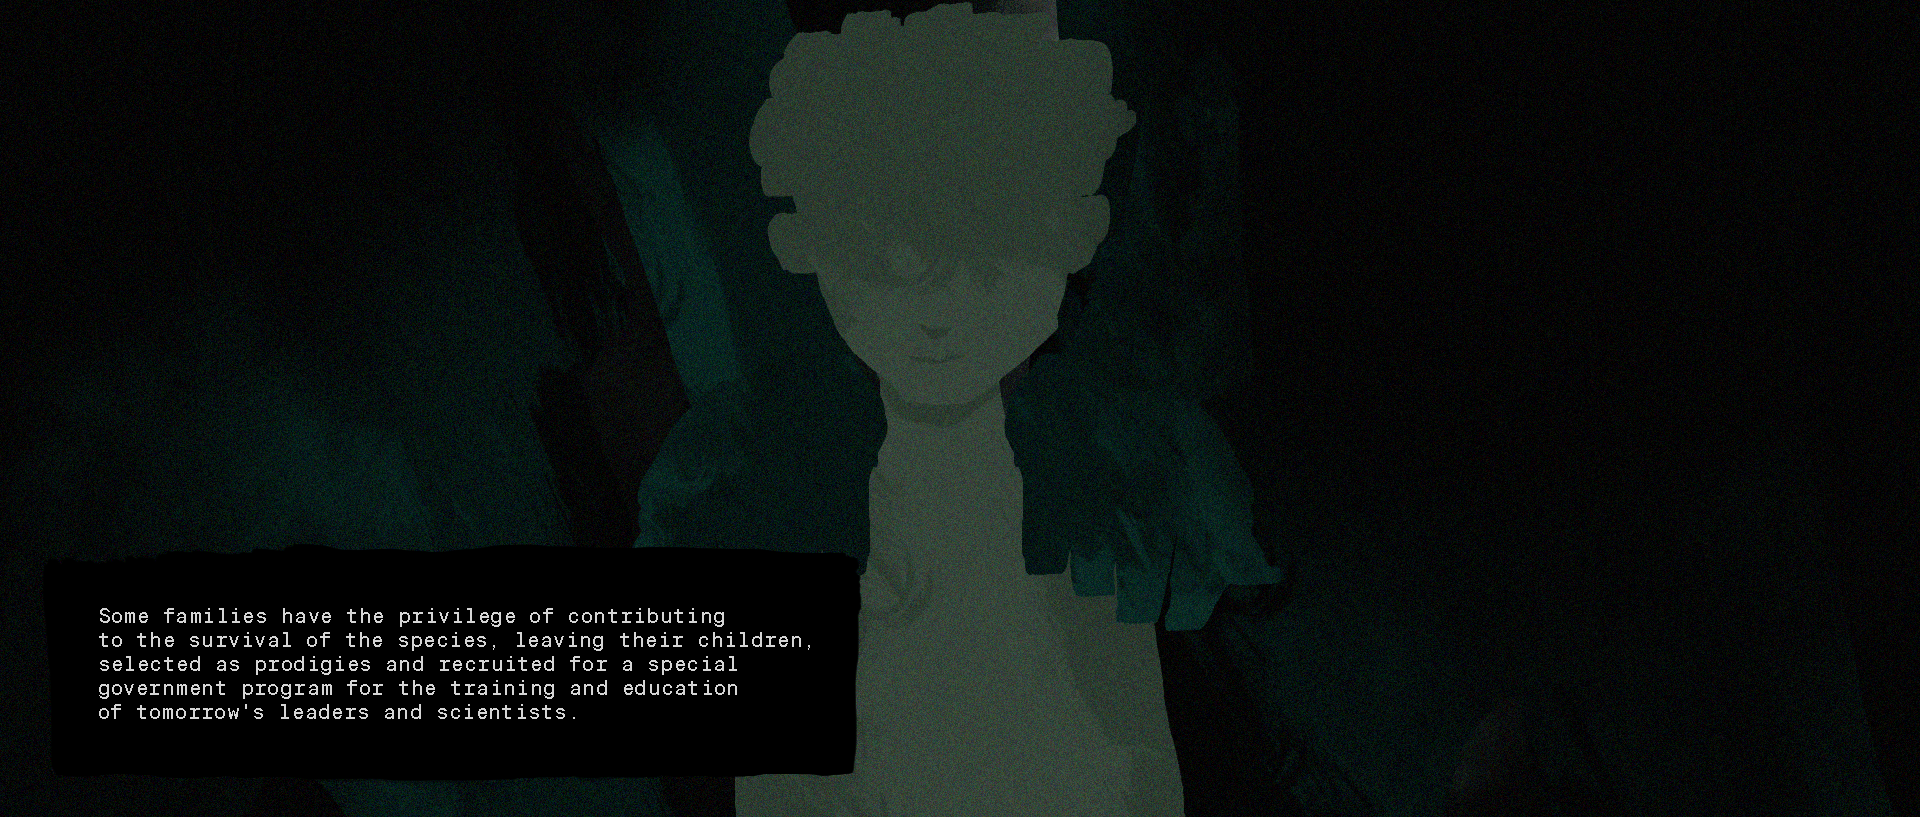 Some families have the privilege of contributing
to the survival of the species, leaving their children,
selected as prodigies and recruited for a special
government program for the training and education
of tomorrow's leaders and scientists.